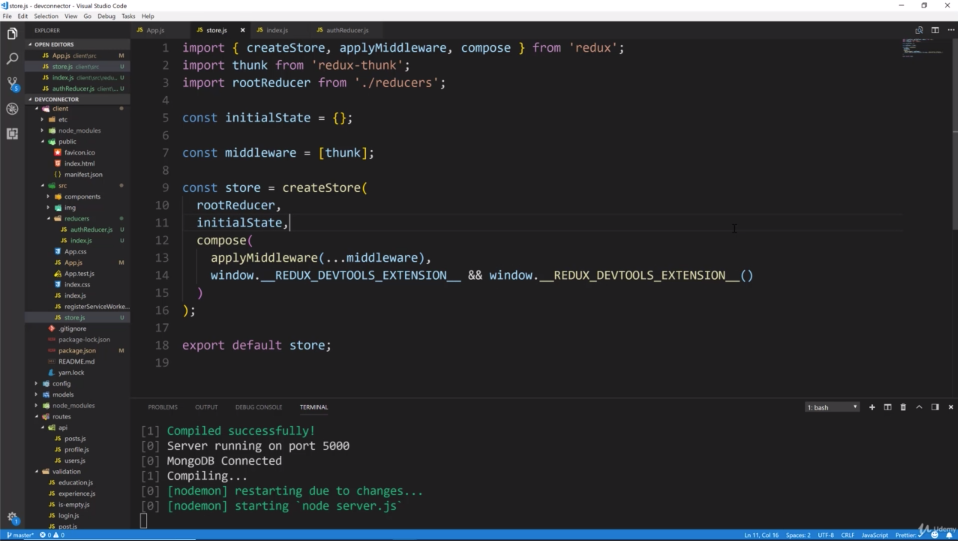 store.js - devconnector - Visual Studio Code
File Edit Selection View Go Debug Tasks Help
EXPLORER
OPEN EDITORS
App.js client\src M
store.js client\src U
index.js
authReducer.js U
DEVCONNECTOR
client
etc
node_modules
public
favicon.ico
index.html
manifest.json
src
components
img
reducers
authReducer.js U
index.js U
App.css
App.js M
App.test.js
index.css
index.js
registerServiceWorke...
store.js U
.gitignore
package-lock.json
package.json M
README.md
yarn.lock
config
models
node_modules
routes
api
posts.js
profile.js
users.js
validation
education.js
experience.js
is-empty.js
login.js
post.js
App.js store.js index.js authReducer.js
1 import { createStore, applyMiddleware, compose } from 'redux';
2 import thunk from 'redux-thunk';
3 import rootReducer from './reducers';
4
5 const initialState = {};
6
7 const middleware = [thunk];
8
9 const store = createStore(
10 rootReducer,
11 initialState,
12 compose(
13 applyMiddleware(...middleware),
14 window.__REDUX_DEVTOOLS_EXTENSION__ && window.__REDUX_DEVTOOLS_EXTENSION__()
15 )
16 );
17
18 export default store;
19
PROBLEMS OUTPUT DEBUG CONSOLE TERMINAL 1: bash
[1] Compiled successfully!
[0] Server running on port 5000
[0] MongoDB Connected
[1] Compiling...
[0] [nodemon] restarting due to changes...
[0] [nodemon] starting `node server.js`
master* 0 0 Ln 11, Col 16 Spaces: 2 UTF-8 CRLF JavaScript Prettier
Udemy